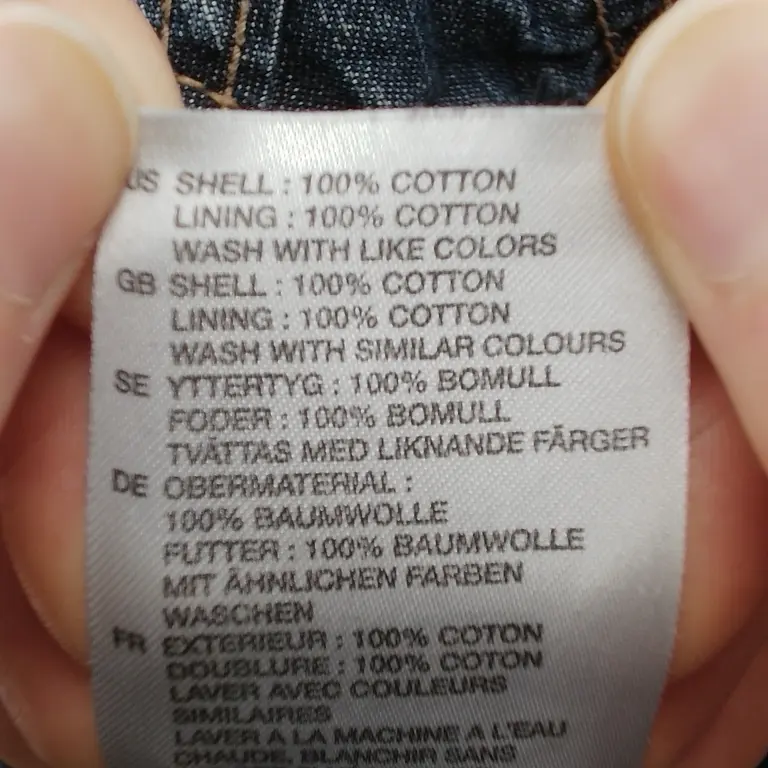 US SHELL : 100% COTTON
LINING : 100% COTTON
WASH WITH LIKE COLORS
GB SHELL : 100% COTTON
LINING : 100% COTTON
WASH WITH SIMILAR COLOURS
SE YTTERTYG : 100% BOMULL
FODER : 100% BOMULL
TVÄTTAS MED LIKNANDE FÄRGER
DE OBERMATERIAL :
100% BAUMWOLLE
FUTTER : 100% BAUMWOLLE
MIT ÄHNLICHEN FARBEN
WASCHEN
FR EXTERIEUR : 100% COTON
DOUBLURE : 100% COTON
LAVER AVEC COULEURS
SIMILAIRES
LAVER A LA MACHINE A L'EAU
CHAUDE, BLANCHIR SANS